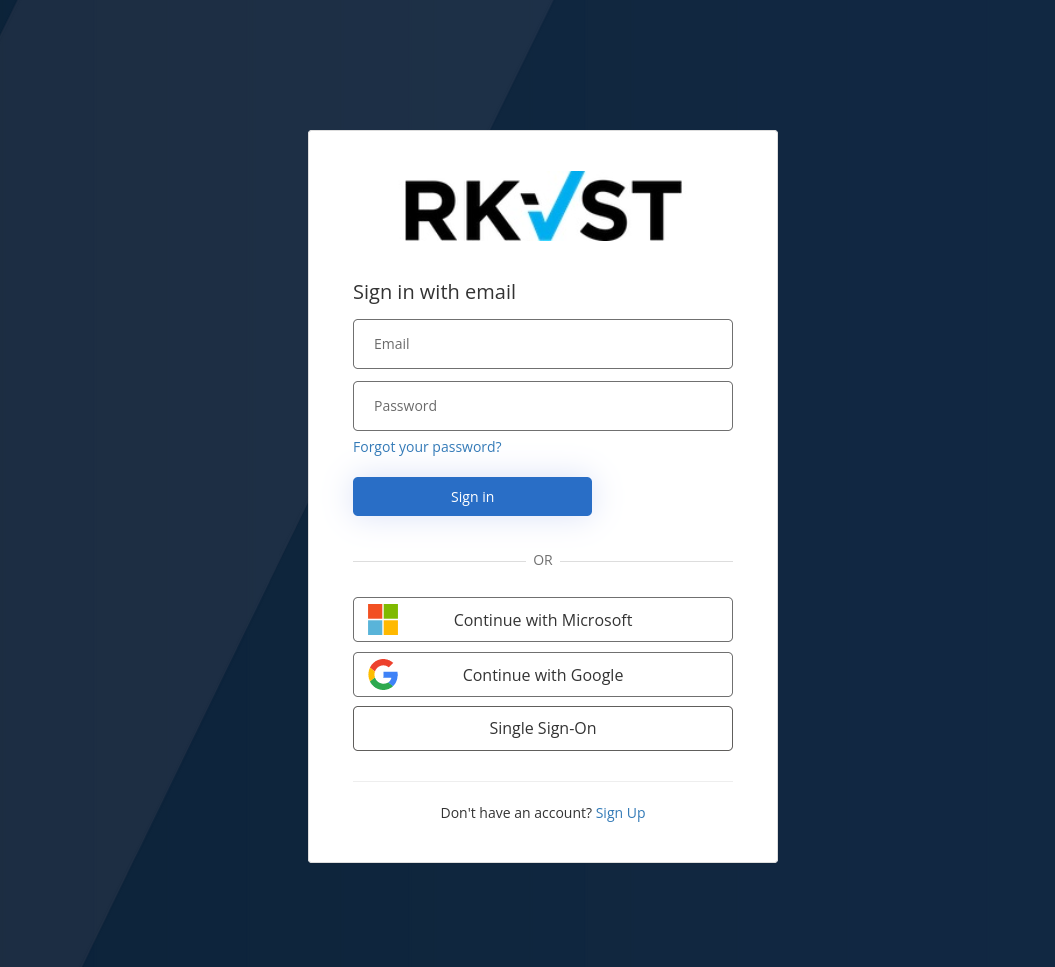 RKVST
Sign in with email
Email
Password
Forgot your password?
Sign in
OR
Continue with Microsoft
Continue with Google
Single Sign-On
Don't have an account? Sign Up